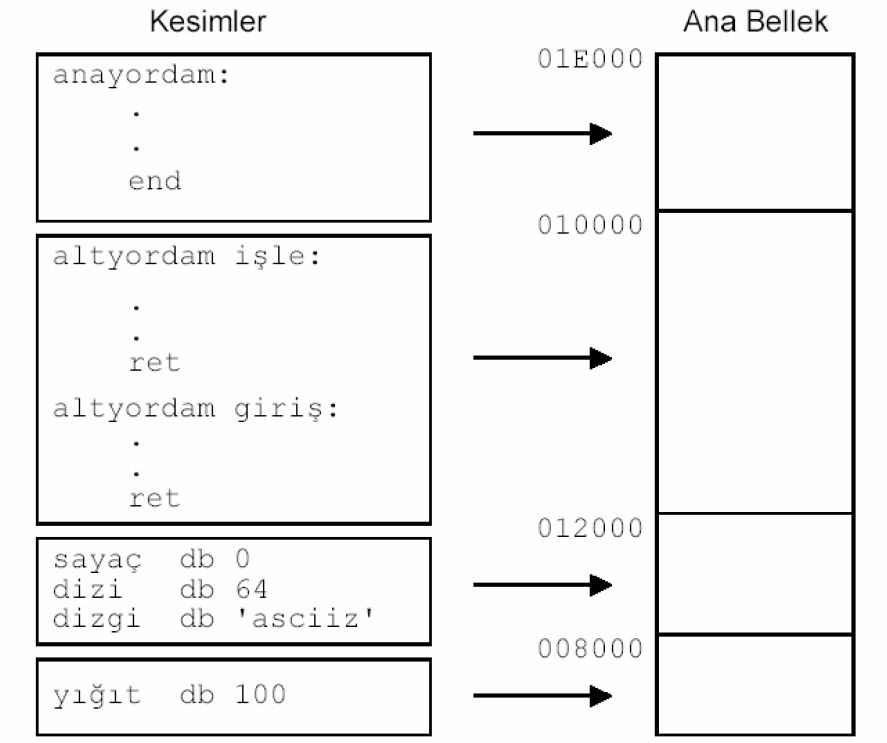 Kesimler
Ana Bellek
anayordam:
.
.
end
01E000
altyordam işle:
.
.
ret
altyordam giriş:
.
.
ret
010000
sayaç db 0
dizi db 64
dizgi db 'asciiz'
012000
yığıt db 100
008000